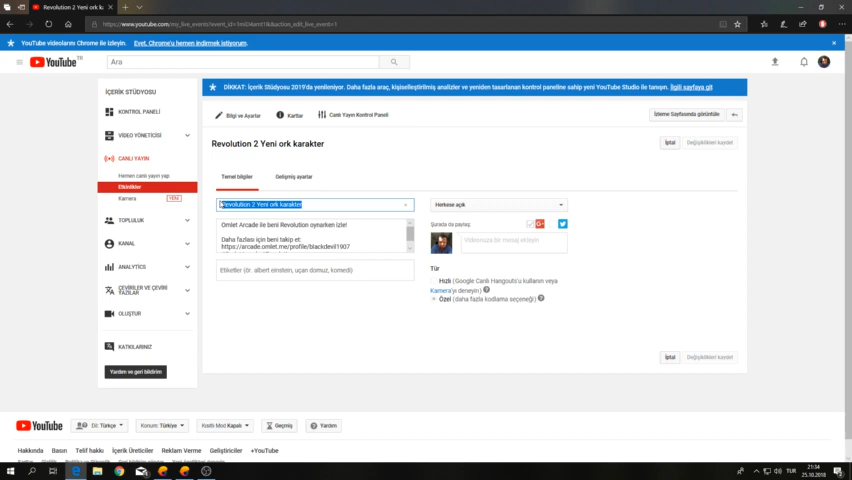 Revolution 2 Yeni ork ka
https://www.youtube.com/my_live_events?event_id=
&action_edit_live_event=1
YouTube videolarını Chrome ile izleyin. Evet, Chrome'u hemen indirmek istiyorum.
YouTube TR
Ara
İÇERİK STÜDYOSU
DİKKAT: İçerik Stüdyosu 2019'da yenileniyor. Daha fazla araç, kişiselleştirilmiş analizler ve yeniden tasarlanan kontrol paneline sahip yeni YouTube Studio ile tanışın. İlgili sayfaya git
KONTROL PANELİ
VİDEO YÖNETİCİSİ
CANLI YAYIN
Hemen canlı yayın yap
Etkinlikler
Kamera YENİ
TOPLULUK
KANAL
ANALYTICS
ÇEVİRİLER VE ÇEVİRİ YAZILAR
OLUŞTUR
KATKILARINIZ
Yardım ve geri bildirim
Bilgi ve Ayarlar Kartlar Canlı Yayın Kontrol Paneli
İzleme Sayfasında görüntüle
Revolution 2 Yeni ork karakter
İptal Değişiklikleri kaydet
Temel bilgiler Gelişmiş ayarlar
Revolution 2 Yeni ork karakter
Omlet Arcade ile beni Revolution oynarken izle!
Daha fazlası için beni takip et:
https://arcade.omlet.me/profile/blackdevil1907
Etiketler (ör. albert einstein, uçan domuz, komedi)
Herkese açık
Şurada da paylaş:
Videonuza bir mesaj ekleyin
Tür
Hızlı (Google Canlı Hangouts'u kullanın veya
Kamera'yı deneyin)
Özel (daha fazla kodlama seçeneği)
İptal Değişiklikleri kaydet
YouTube
Dil: Türkçe
Konum: Türkiye
Kısıtlı Mod Kapalı
Geçmiş
Yardım
Hakkında Basın Telif hakkı İçerik Üreticileri Reklam Verme Geliştiriciler +YouTube
TUR
21:34
25.10.2018